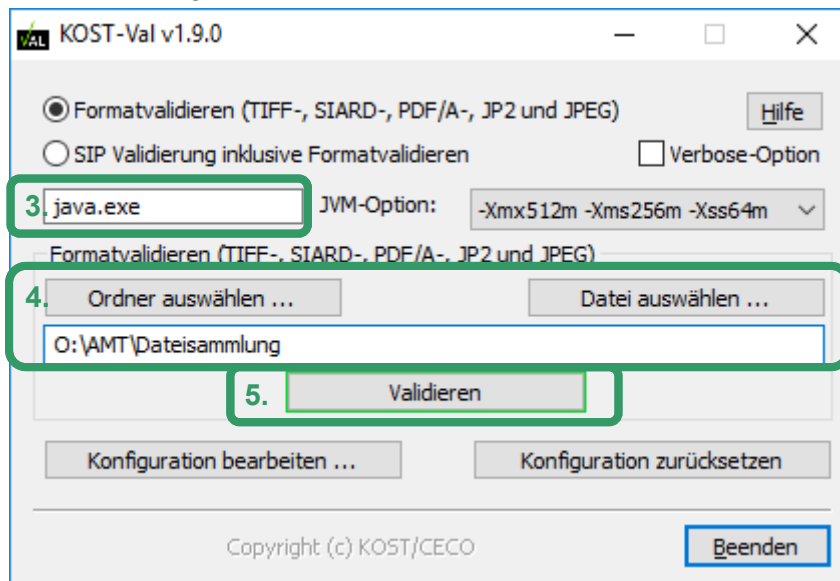 VAL KOST-Val v1.9.0
Formatvalidieren (TIFF-, SIARD-, PDF/A-, JP2 und JPEG) Hilfe
SIP Validierung inklusive Formatvalidieren Verbose-Option
3. java.exe JVM-Option: -Xmx512m -Xms256m -Xss64m
Formatvalidieren (TIFF-, SIARD-, PDF/A-, JP2 und JPEG)
4. Ordner auswählen ... Datei auswählen ...
O:\AMT\Dateisammlung
5. Validieren
Konfiguration bearbeiten ... Konfiguration zurücksetzen
Copyright (c) KOST/CECO Beenden